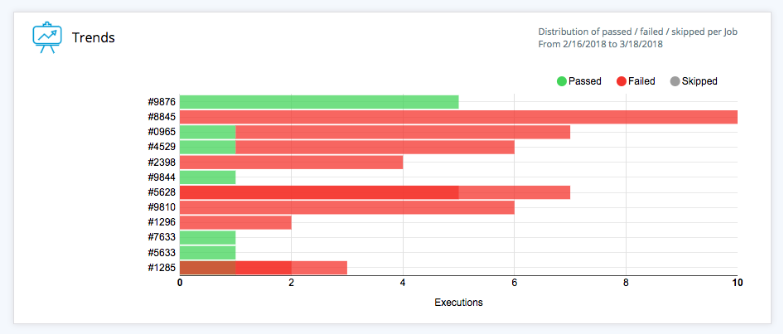 Trends
Distribution of passed / failed / skipped per Job
From 2/16/2018 to 3/18/2018
Passed Failed Skipped
#9876
#8845
#0965
#4529
#2398
#9844
#5628
#9810
#1296
#7633
#5633
#1285
0 2 4 6 8 10
Executions